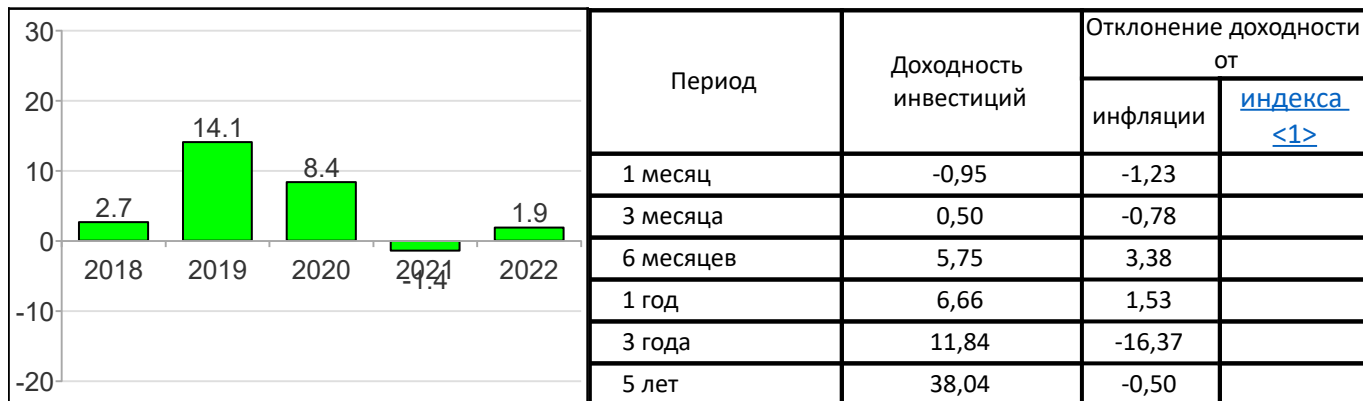 30
20
10
0
-10
-20
2.7
14.1
8.4
-1.4
1.9
2018
2019
2020
2021
2022
Период
Доходность
инвестиций
Отклонение доходности
от
инфляции
индекса
<1>
1 месяц -0,95 -1,23
3 месяца 0,50 -0,78
6 месяцев 5,75 3,38
1 год 6,66 1,53
3 года 11,84 -16,37
5 лет 38,04 -0,50